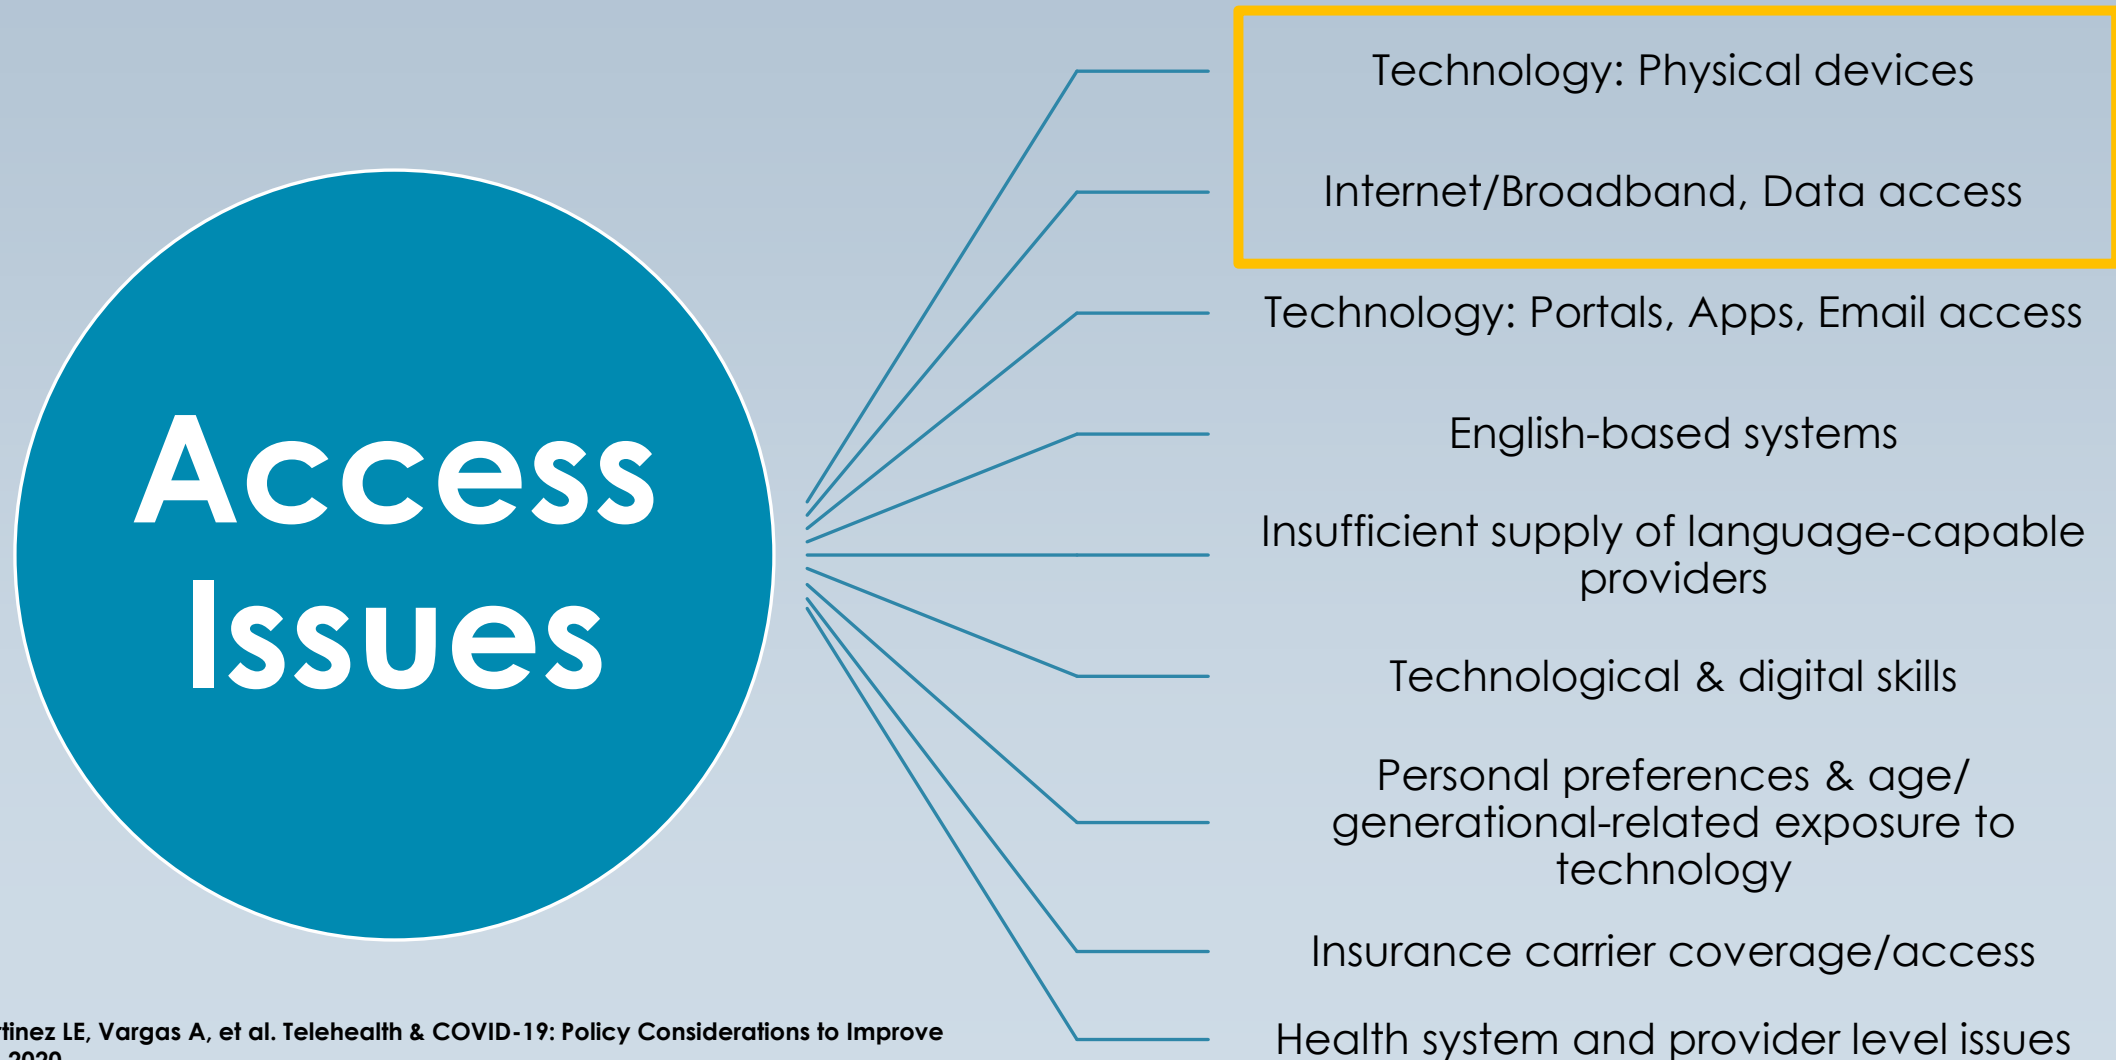 Access
Issues
Technology: Physical devices
Internet/Broadband, Data access
Technology: Portals, Apps, Email access
English-based systems
Insufficient supply of language-capable
providers
Technological & digital skills
Personal preferences & age/
generational-related exposure to
technology
Insurance carrier coverage/access
Health system and provider level issues
LE, Vargas A, et al. Telehealth & COVID-19: Policy Considerations to Improve
2020